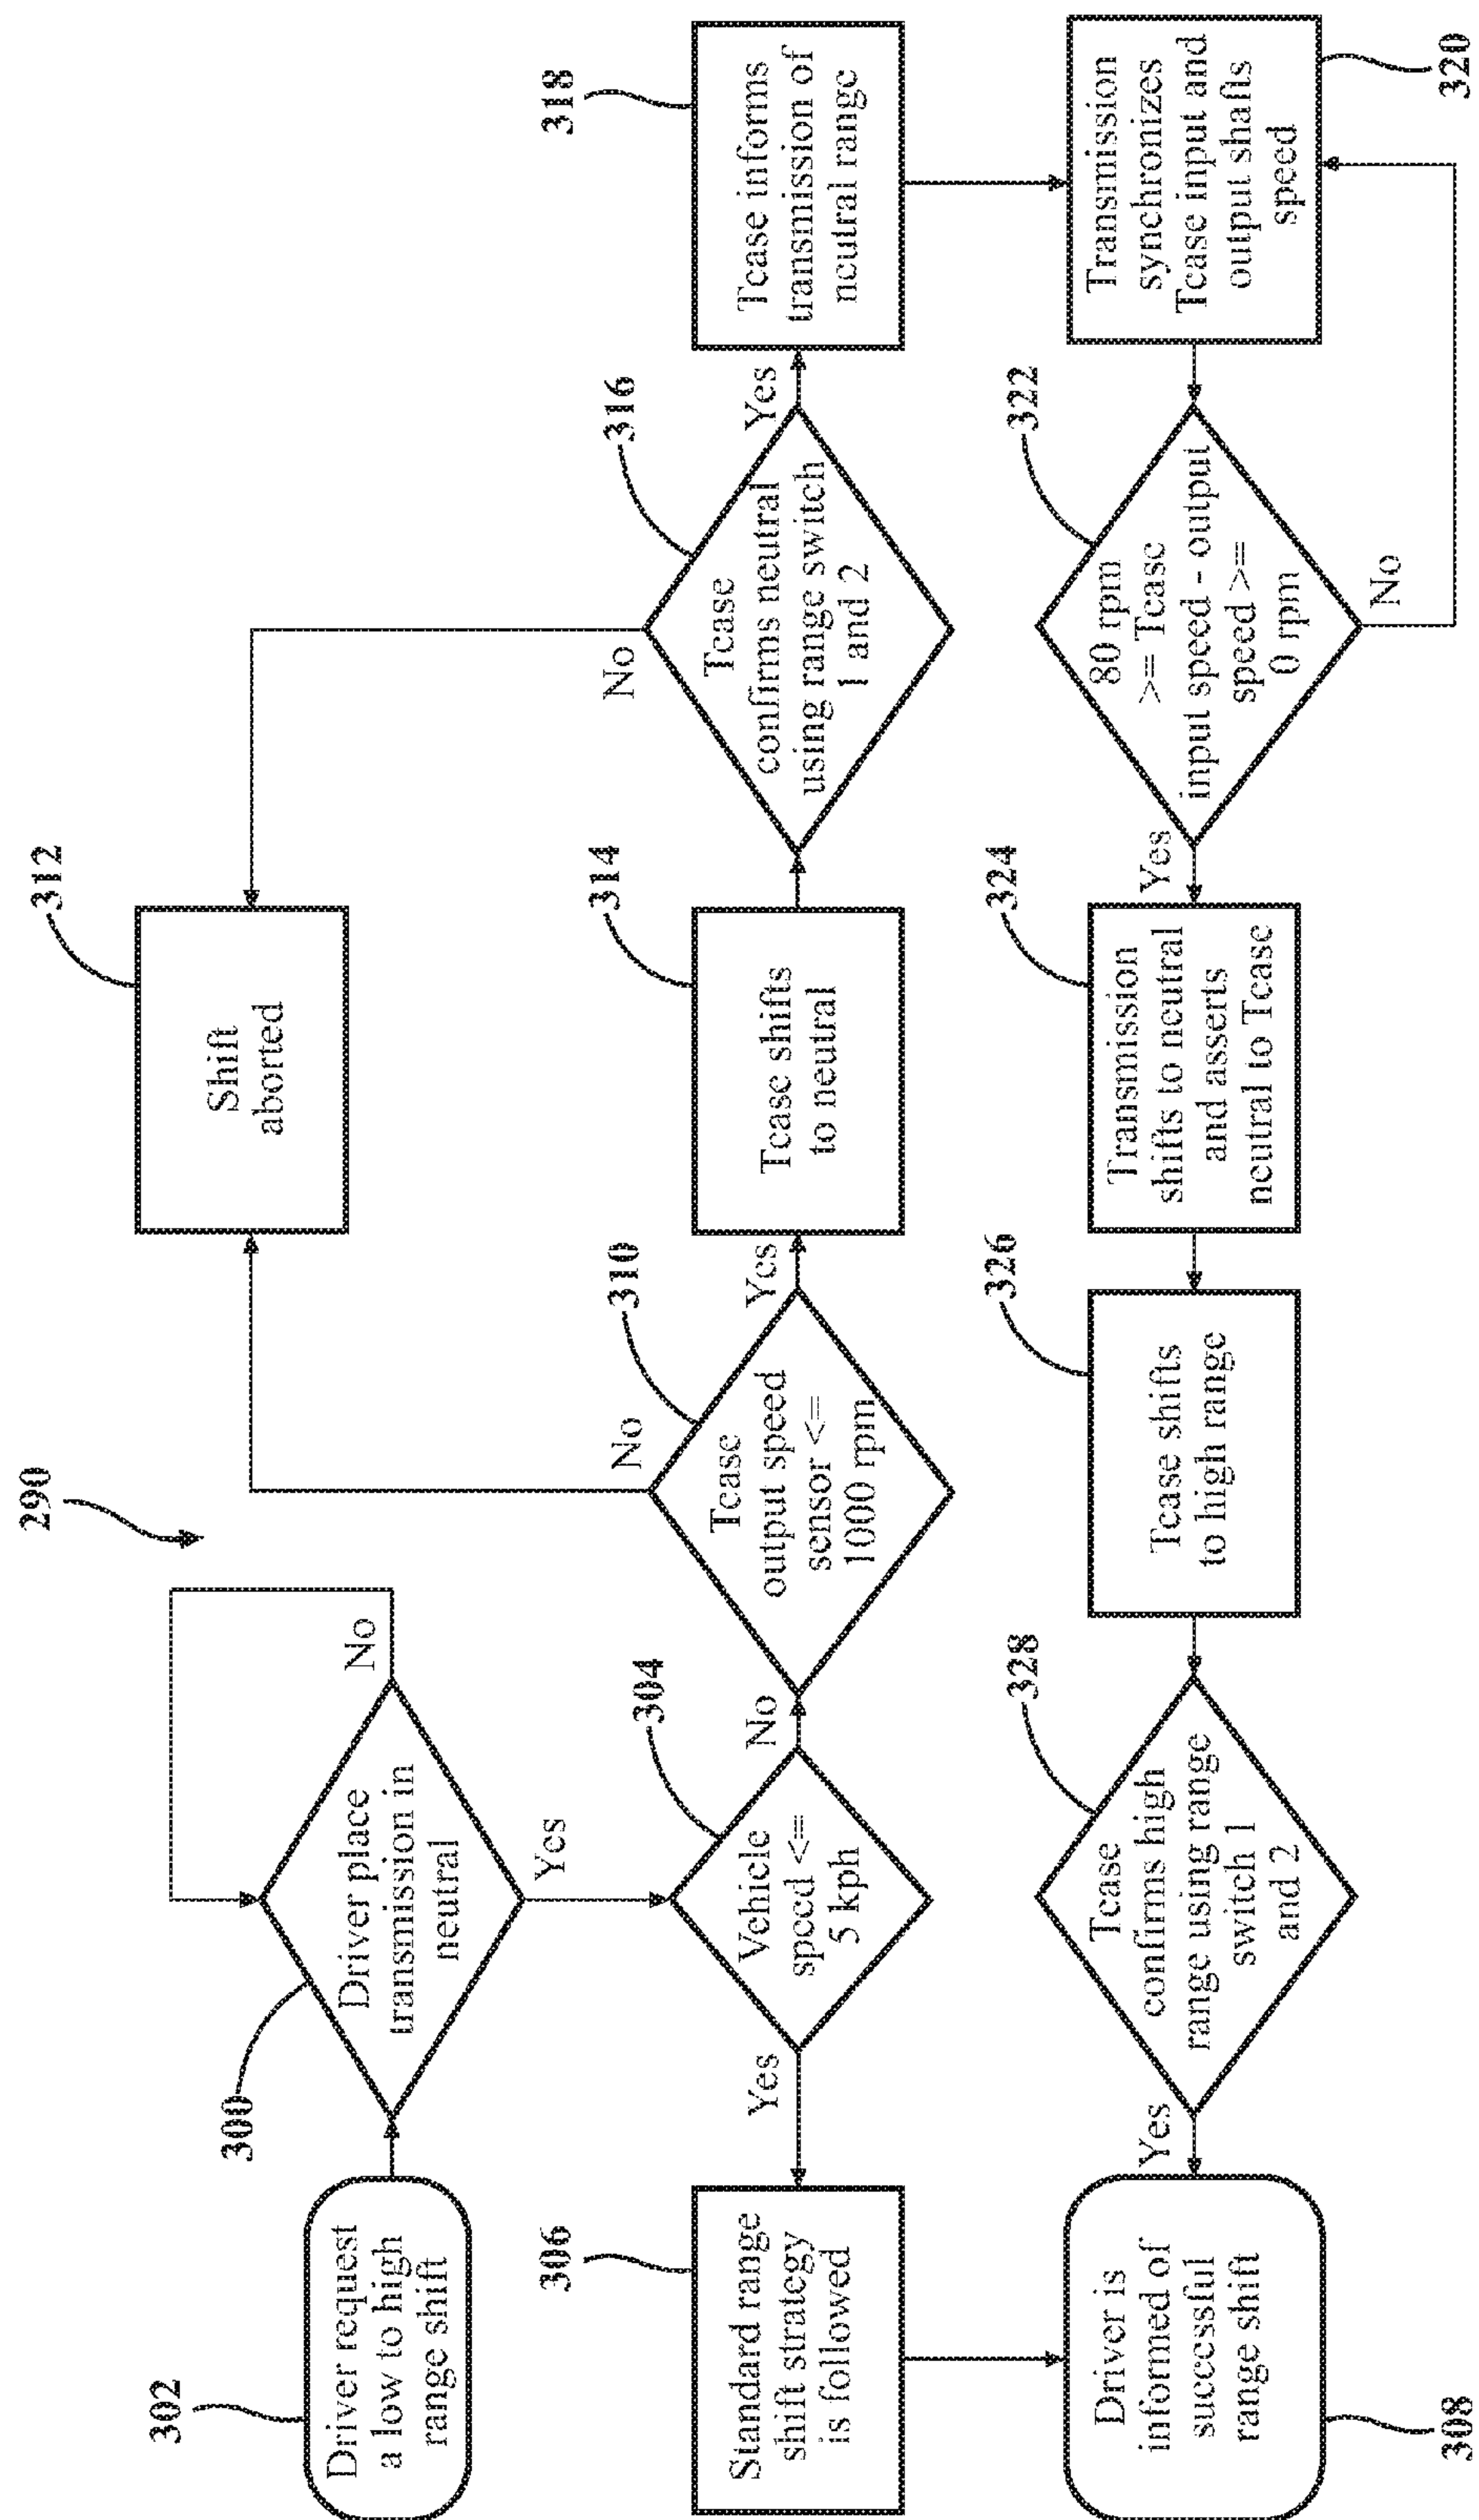 290
302
Driver request
a low to high
range shift
300
Driver place
transmission in
neutral
No
Yes
304
Vehicle
speed <=
5 kph
Yes
No
306
Standard range
shift strategy
is followed
308
Driver is
informed of
successful
range shift
310
Tcase
output speed
sensor <=
1000 rpm
No
Yes
312
Shift
aborted
314
Tcase shifts
to neutral
316
Tcase
confirms neutral
using range switch
1 and 2
No
Yes
318
Tcase informs
transmission of
neutral range
320
Transmission
synchronizes
Tcase input and
output shafts
speed
322
80 rpm
>= Tcase
input speed - output
speed >=
0 rpm
No
Yes
324
Transmission
shifts to neutral
and asserts
neutral to Tcase
326
Tcase shifts
to high range
328
Tcase
confirms high
range using range
switch 1
and 2
Yes